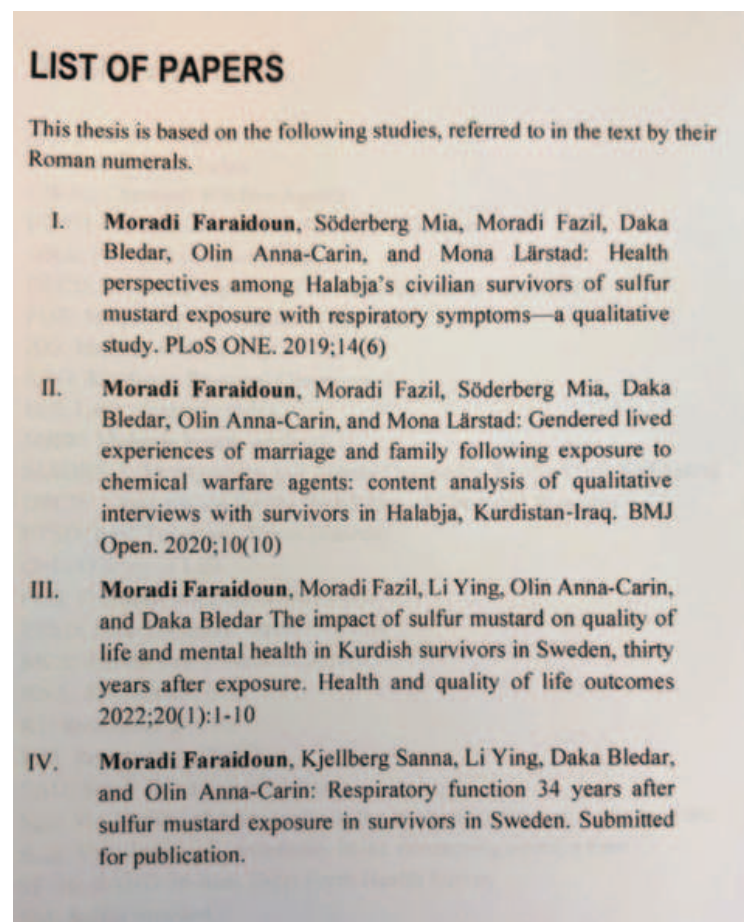 LIST OF PAPERS
This thesis is based on the following studies, referred to in the text by their
Roman numerals.
I. Moradi Faraidoun, Söderberg Mia, Moradi Fazil, Daka
Bledar, Olin Anna-Carin, and Mona Lärstad: Health
perspectives among Halabja's civilian survivors of sulfur
mustard exposure with respiratory symptoms—a qualitative
study. PLoS ONE. 2019;14(6)
II. Moradi Faraidoun, Moradi Fazil, Söderberg Mia, Daka
Bledar, Olin Anna-Carin, and Mona Lärstad: Gendered lived
experiences of marriage and family following exposure to
chemical warfare agents: content analysis of qualitative
interviews with survivors in Halabja, Kurdistan-Iraq. BMJ
Open. 2020;10(10)
III. Moradi Faraidoun, Moradi Fazil, Li Ying, Olin Anna-Carin,
and Daka Bledar The impact of sulfur mustard on quality of
life and mental health in Kurdish survivors in Sweden, thirty
years after exposure. Health and quality of life outcomes
2022;20(1):1-10
IV. Moradi Faraidoun, Kjellberg Sanna, Li Ying, Daka Bledar,
and Olin Anna-Carin: Respiratory function 34 years after
sulfur mustard exposure in survivors in Sweden. Submitted
for publication.